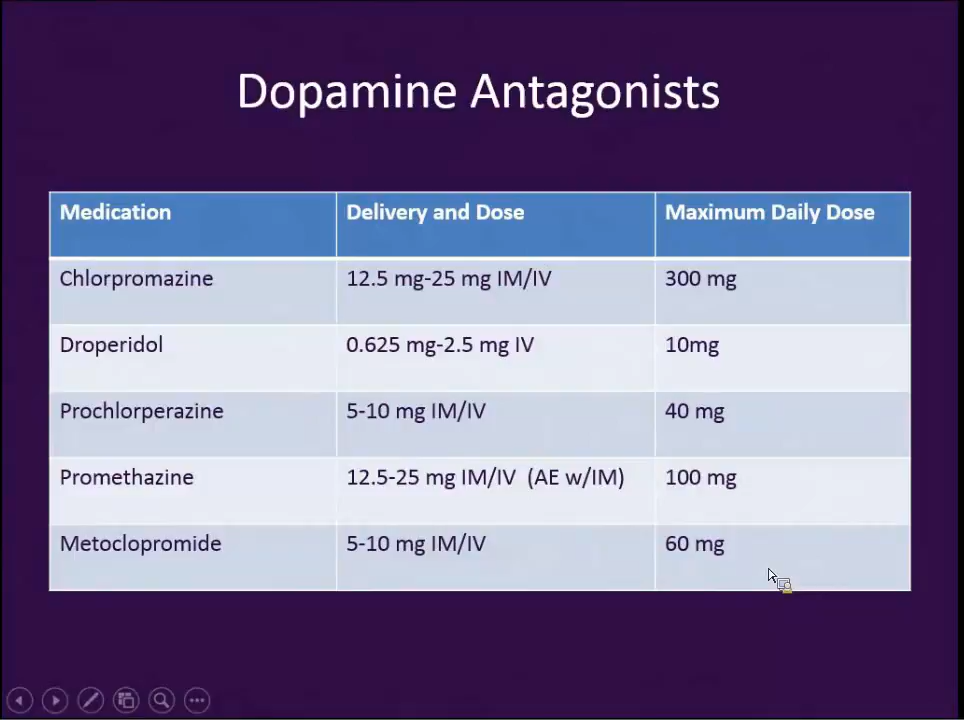 Dopamine Antagonists
Medication Delivery and Dose Maximum Daily Dose
Chlorpromazine 12.5 mg-25 mg IM/IV 300 mg
Droperidol 0.625 mg-2.5 mg IV 10mg
Prochlorperazine 5-10 mg IM/IV 40 mg
Promethazine 12.5-25 mg IM/IV (AE w/IM) 100 mg
Metoclopromide 5-10 mg IM/IV 60 mg